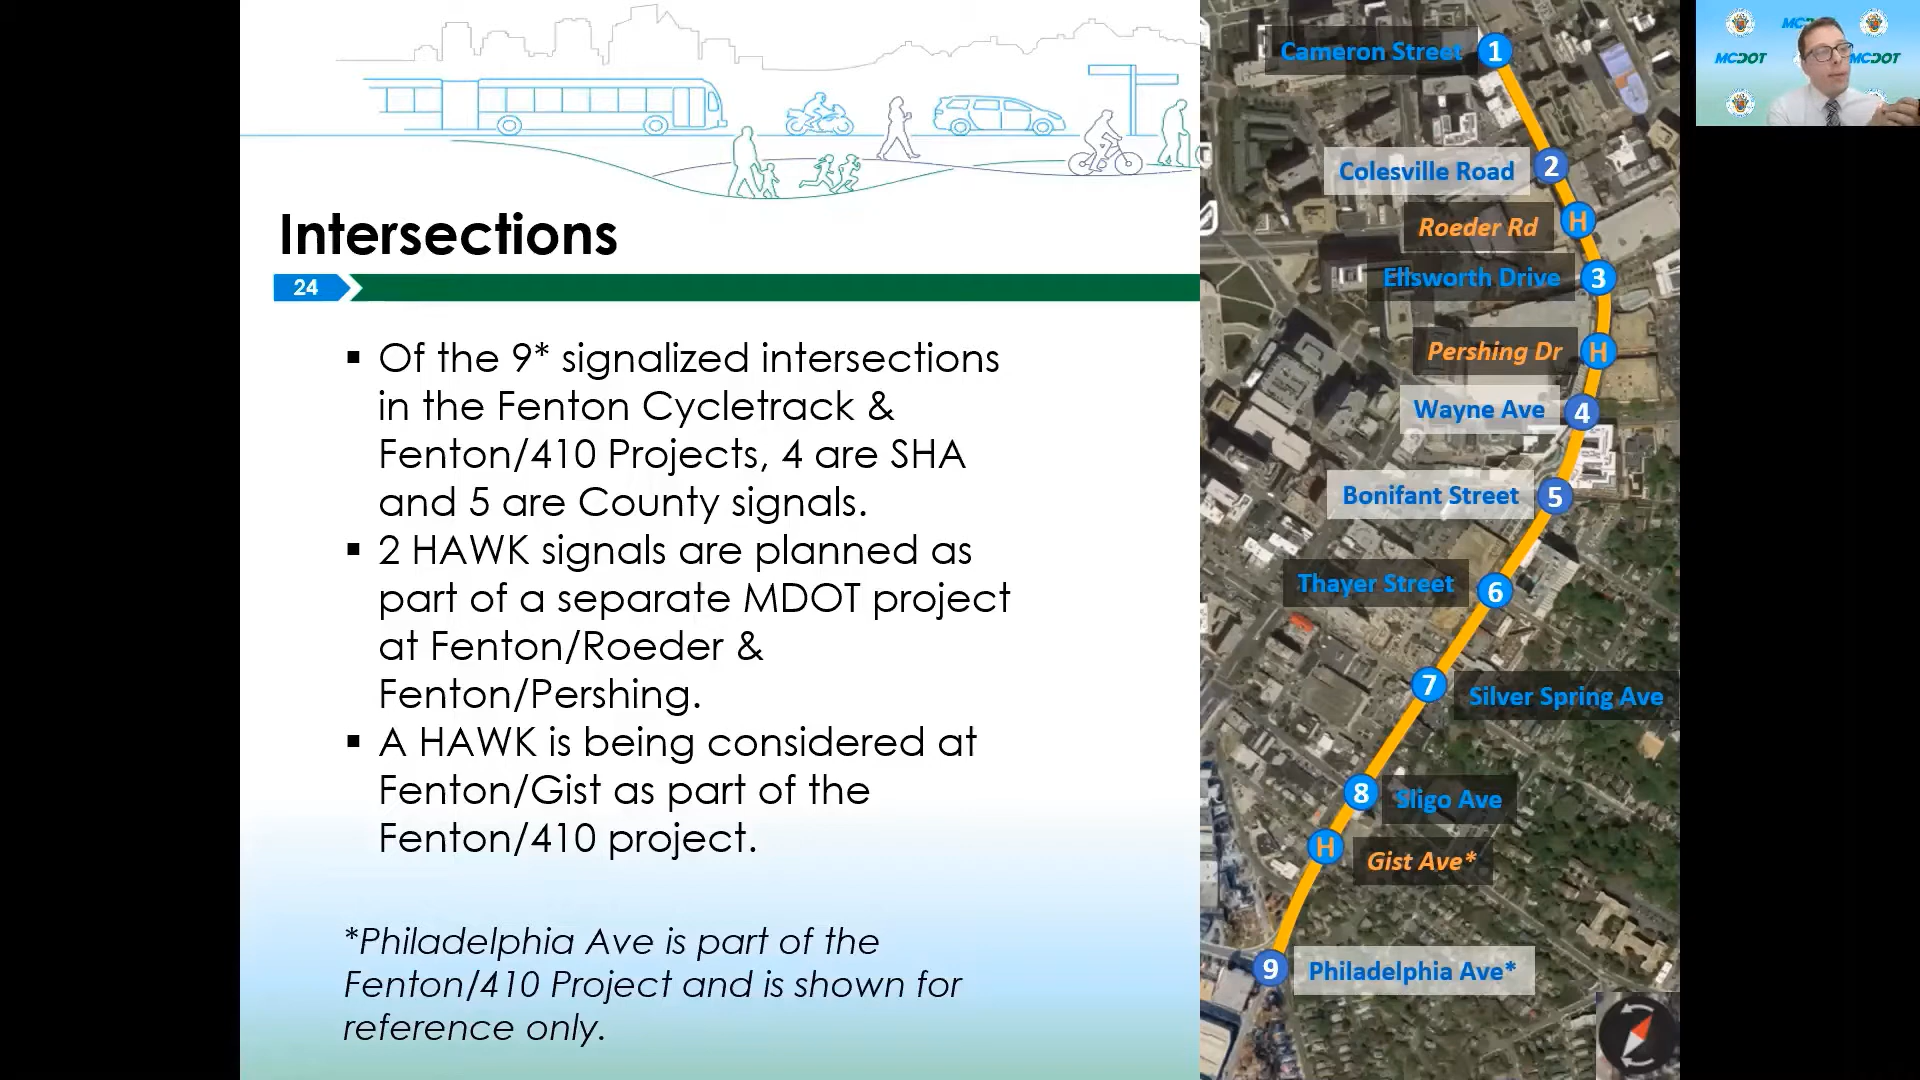 Intersections
24
▪ Of the 9* signalized intersections
in the Fenton Cycletrack &
Fenton/410 Projects, 4 are SHA
and 5 are County signals.
▪ 2 HAWK signals are planned as
part of a separate MDOT project
at Fenton/Roeder &
Fenton/Pershing.
▪ A HAWK is being considered at
Fenton/Gist as part of the
Fenton/410 project.
*Philadelphia Ave is part of the
Fenton/410 Project and is shown for
reference only.
Cameron Street 1
Colesville Road 2
Roeder Rd H
Ellsworth Drive 3
Pershing Dr H
Wayne Ave 4
Bonifant Street 5
Thayer Street 6
7 Silver Spring Ave
8 Sligo Ave
H Gist Ave*
9 Philadelphia Ave*
MCDOT MCDOT